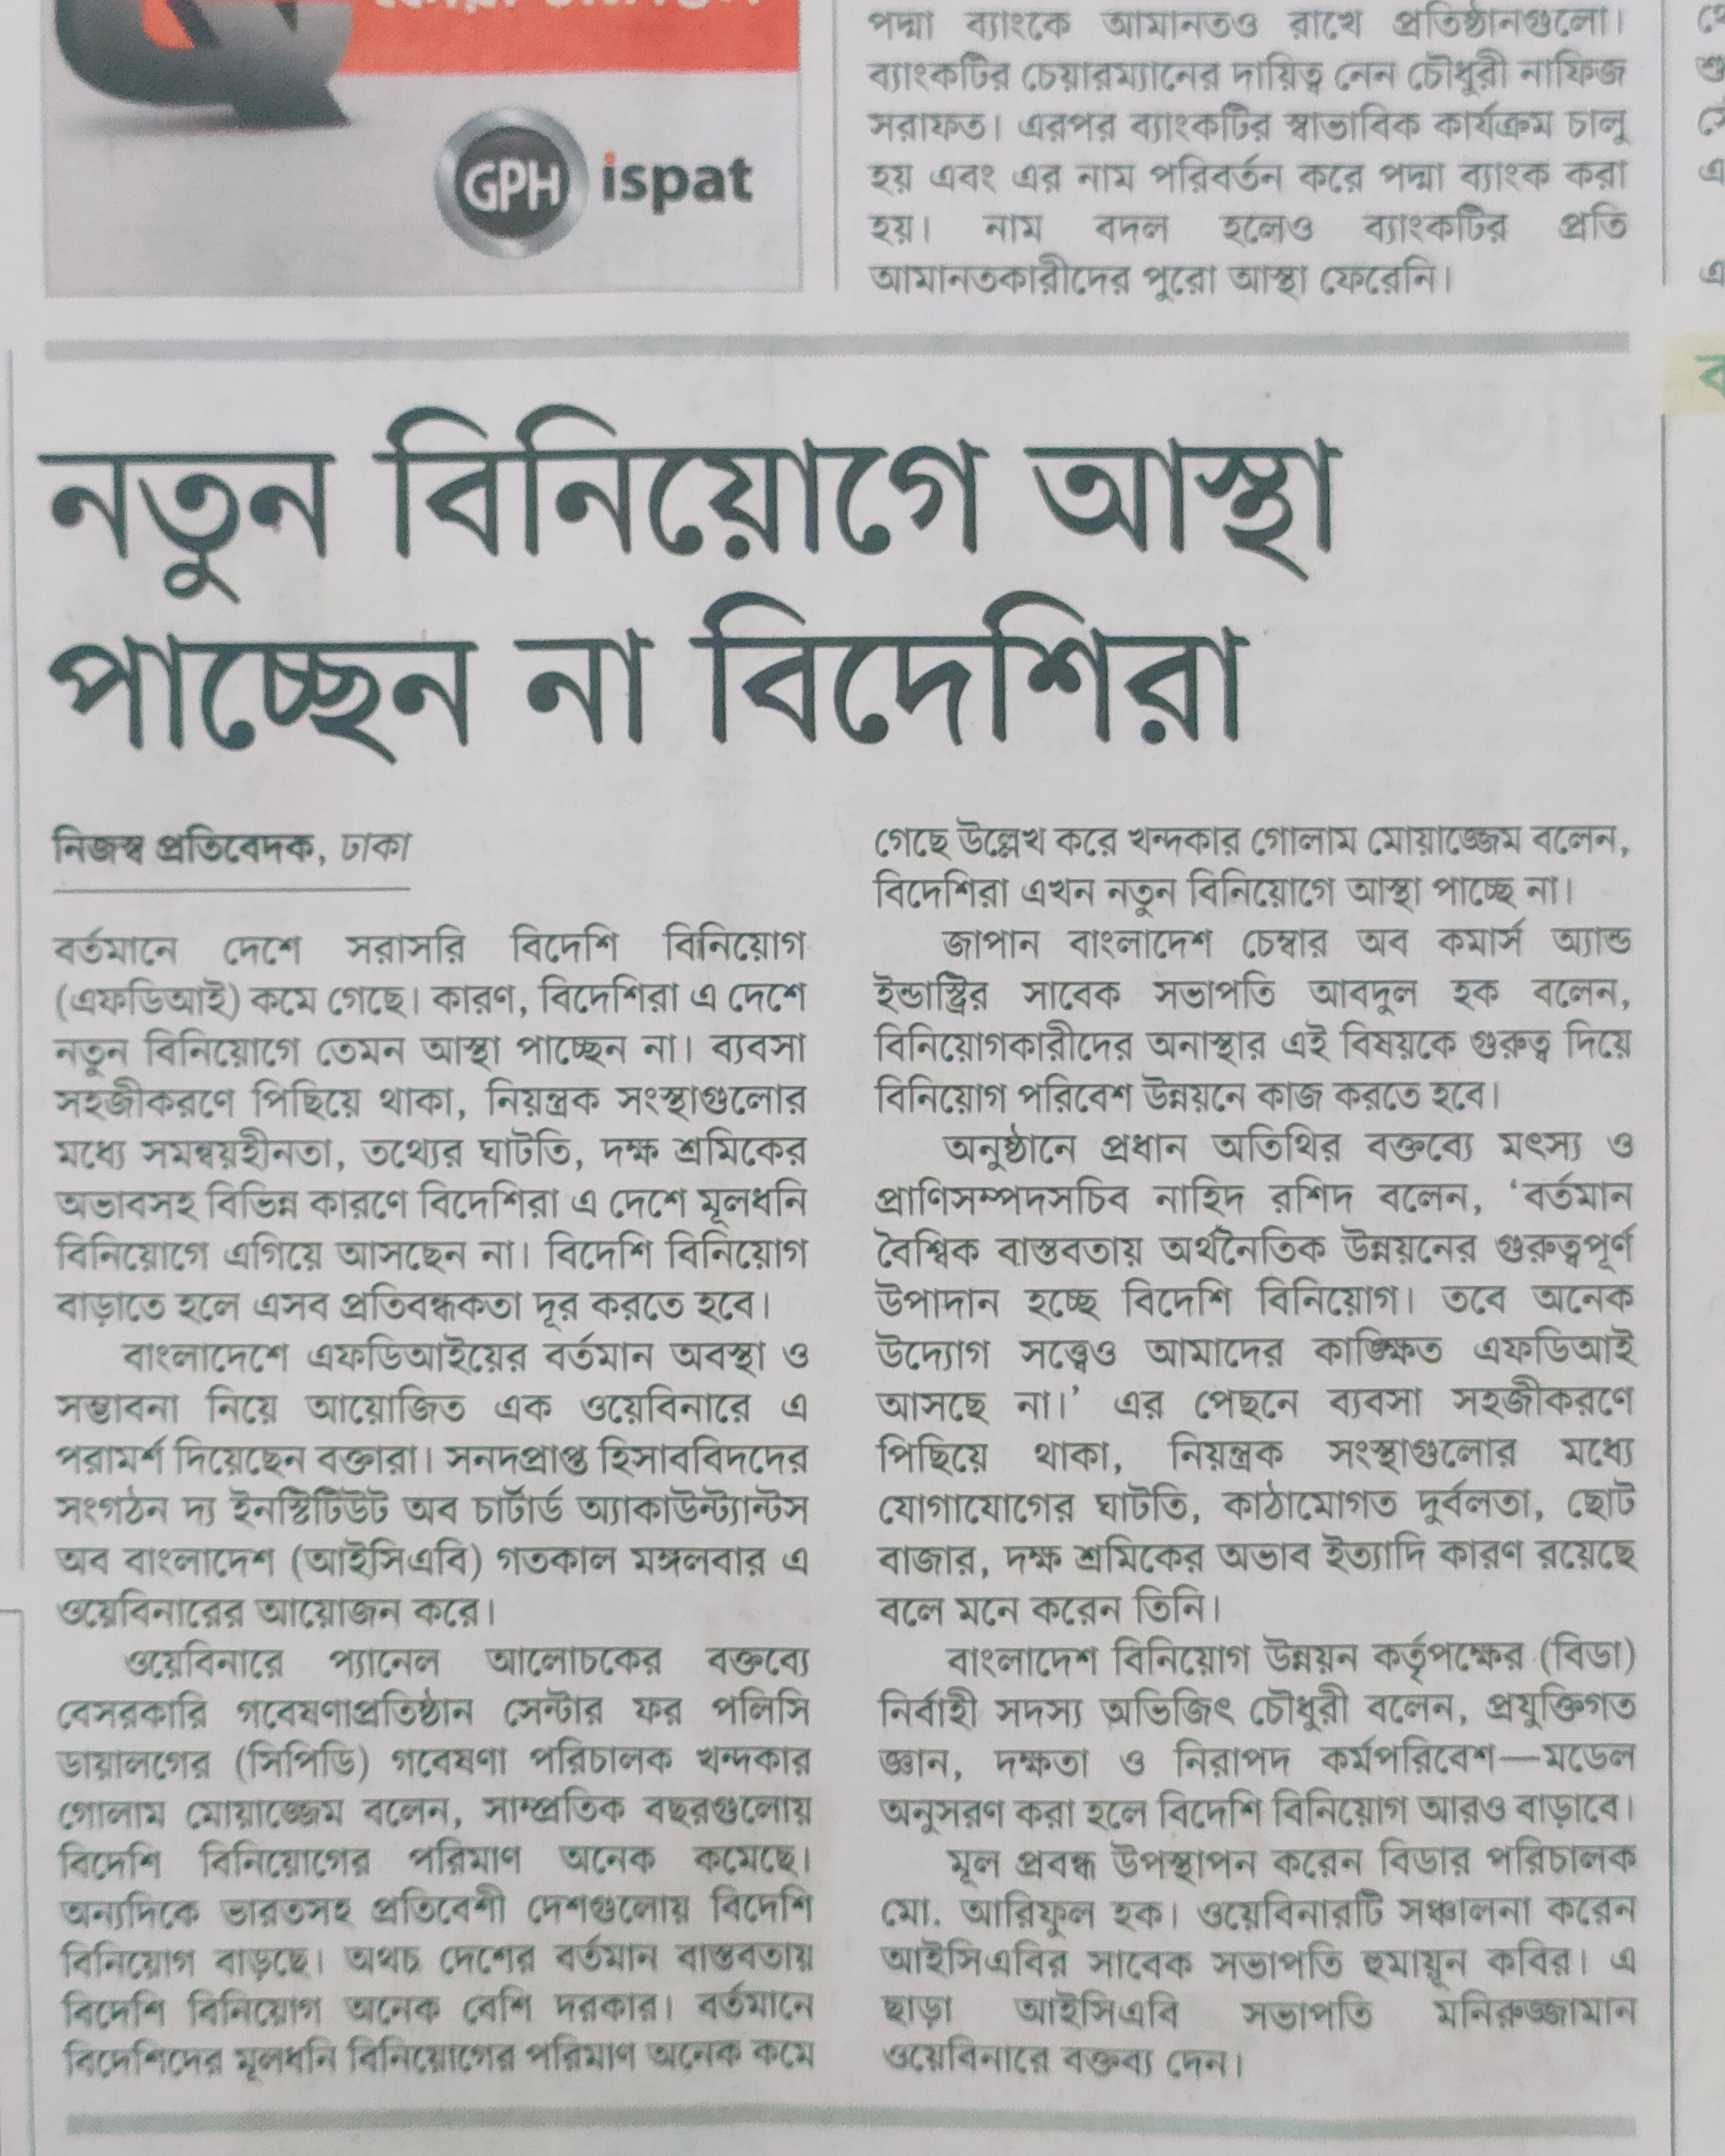 GPH ispat
পদ্মা ব্যাংকে আমানতও রাখে প্রতিষ্ঠানগুলো।
ব্যাংকটির চেয়ারম্যানের দায়িত্ব নেন চৌধুরী নাফিজ
সরাফত। এরপর ব্যাংকটির স্বাভাবিক কার্যক্রম চালু
হয় এবং এর নাম পরিবর্তন করে পদ্মা ব্যাংক করা
হয়। নাম বদল হলেও ব্যাংকটির প্রতি
আমানতকারীদের পুরো আস্থা ফেরেনি।
নতুন বিনিয়োগে আস্থা
পাচ্ছেন না বিদেশিরা
নিজস্ব প্রতিবেদক, ঢাকা
বর্তমানে দেশে সরাসরি বিদেশি বিনিয়োগ
(এফডিআই) কমে গেছে। কারণ, বিদেশিরা এ দেশে
নতুন বিনিয়োগে তেমন আস্থা পাচ্ছেন না। ব্যবসা
সহজীকরণে পিছিয়ে থাকা, নিয়ন্ত্রক সংস্থাগুলোর
মধ্যে সমন্বয়হীনতা, তথ্যের ঘাটতি, দক্ষ শ্রমিকের
অভাবসহ বিভিন্ন কারণে বিদেশিরা এ দেশে মূলধনি
বিনিয়োগে এগিয়ে আসছেন না। বিদেশি বিনিয়োগ
বাড়াতে হলে এসব প্রতিবন্ধকতা দূর করতে হবে।
বাংলাদেশে এফডিআইয়ের বর্তমান অবস্থা ও
সম্ভাবনা নিয়ে আয়োজিত এক ওয়েবিনারে এ
পরামর্শ দিয়েছেন বক্তারা। সনদপ্রাপ্ত হিসাববিদদের
সংগঠন দ্য ইনস্টিটিউট অব চার্টার্ড অ্যাকাউন্ট্যান্টস
অব বাংলাদেশ (আইসিএবি) গতকাল মঙ্গলবার এ
ওয়েবিনারের আয়োজন করে।
ওয়েবিনারে প্যানেল আলোচকের বক্তব্যে
বেসরকারি গবেষণাপ্রতিষ্ঠান সেন্টার ফর পলিসি
ডায়ালগের (সিপিডি) গবেষণা পরিচালক খন্দকার
গোলাম মোয়াজ্জেম বলেন, সাম্প্রতিক বছরগুলোয়
বিদেশি বিনিয়োগের পরিমাণ অনেক কমেছে।
অন্যদিকে ভারতসহ প্রতিবেশী দেশগুলোয় বিদেশি
বিনিয়োগ বাড়ছে। অথচ দেশের বর্তমান বাস্তবতায়
বিদেশি বিনিয়োগ অনেক বেশি দরকার। বর্তমানে
বিদেশিদের মূলধনি বিনিয়োগের পরিমাণ অনেক কমে
গেছে উল্লেখ করে খন্দকার গোলাম মোয়াজ্জেম বলেন,
বিদেশিরা এখন নতুন বিনিয়োগে আস্থা পাচ্ছে না।
জাপান বাংলাদেশ চেম্বার অব কমার্স অ্যান্ড
ইন্ডাস্ট্রির সাবেক সভাপতি আবদুল হক বলেন,
বিনিয়োগকারীদের অনাস্থার এই বিষয়কে গুরুত্ব দিয়ে
বিনিয়োগ পরিবেশ উন্নয়নে কাজ করতে হবে।
অনুষ্ঠানে প্রধান অতিথির বক্তব্যে মৎস্য ও
প্রাণিসম্পদসচিব নাহিদ রশিদ বলেন, ‘বর্তমান
বৈশ্বিক বাস্তবতায় অর্থনৈতিক উন্নয়নের গুরুত্বপূর্ণ
উপাদান হচ্ছে বিদেশি বিনিয়োগ। তবে অনেক
উদ্যোগ সত্ত্বেও আমাদের কাঙ্ক্ষিত এফডিআই
আসছে না।’ এর পেছনে ব্যবসা সহজীকরণে
পিছিয়ে থাকা, নিয়ন্ত্রক সংস্থাগুলোর মধ্যে
যোগাযোগের ঘাটতি, কাঠামোগত দুর্বলতা, ছোট
বাজার, দক্ষ শ্রমিকের অভাব ইত্যাদি কারণ রয়েছে
বলে মনে করেন তিনি।
বাংলাদেশ বিনিয়োগ উন্নয়ন কর্তৃপক্ষের (বিডা)
নির্বাহী সদস্য অভিজিৎ চৌধুরী বলেন, প্রযুক্তিগত
জ্ঞান, দক্ষতা ও নিরাপদ কর্মপরিবেশ—মডেল
অনুসরণ করা হলে বিদেশি বিনিয়োগ আরও বাড়াবে।
মূল প্রবন্ধ উপস্থাপন করেন বিডার পরিচালক
মো. আরিফুল হক। ওয়েবিনারটি সঞ্চালনা করেন
আইসিএবির সাবেক সভাপতি হুমায়ূন কবির। এ
ছাড়া আইসিএবি সভাপতি মনিরুজ্জামান
ওয়েবিনারে বক্তব্য দেন।